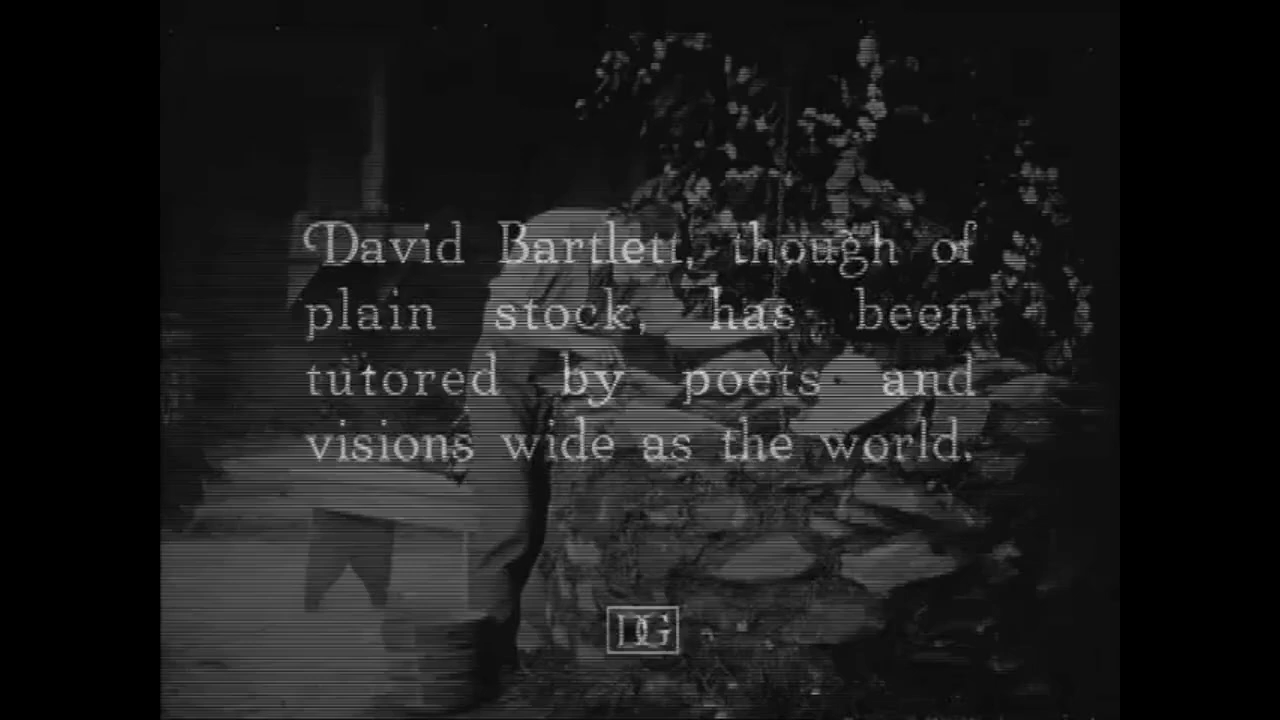 David Bartlett, though of
plain stock, has been
tutored by poets and
visions wide as the world.
DG